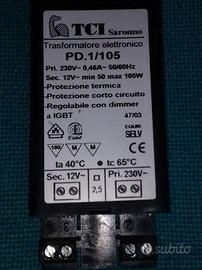 TCI
Saronno
Trasformatore elettronico
PD.1/105
Pri. 230V~ 0,46A~ 50/60Hz
Sec. 12V~ min 50 max 105W
-Protezione termica
-Protezione corto circuito
-Regolabile con dimmer
a IGBT
47/03
EQUIV.
SELV
100
M
M
ta 40°C
tc 65°C
Sec. 12V~
2,5
Pri. 230V~
subito